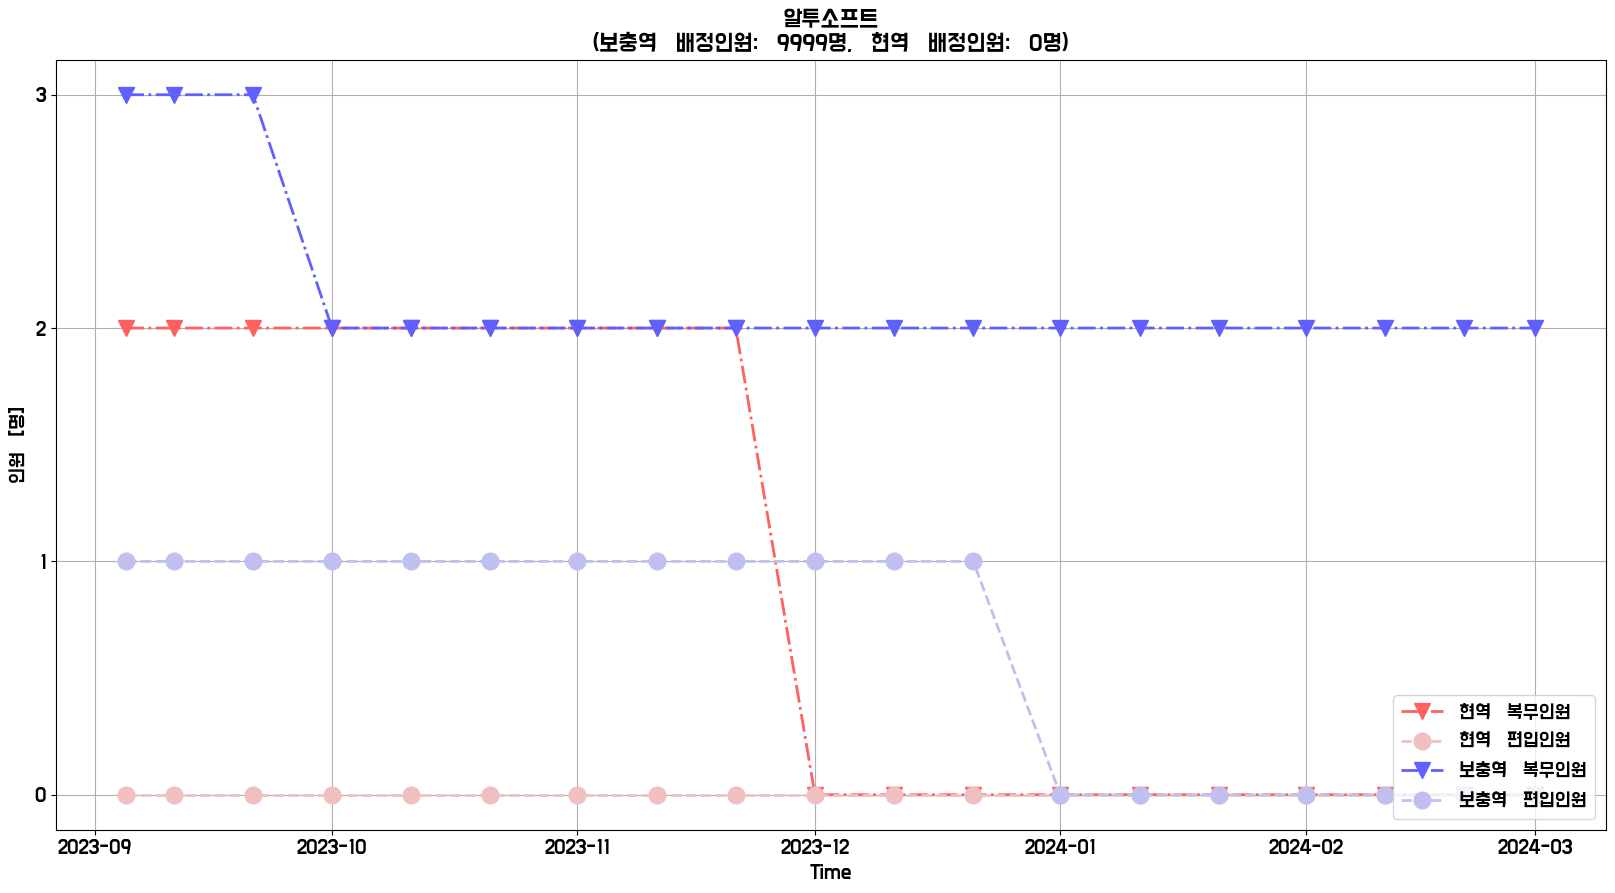 알투소프트
(보충역 배정인원: 9999명, 현역 배정인원: 0명)
3
2
1
0
인원 [명]
2023-09 2023-10 2023-11 2023-12 2024-01 2024-02 2024-03
Time
현역 복무인원
현역 편입인원
보충역 복무인원
보충역 편입인원